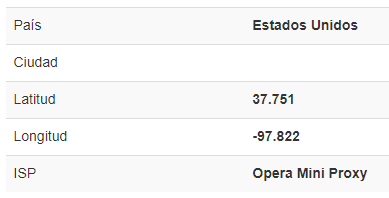 País Estados Unidos
Ciudad
Latitud 37.751
Longitud -97.822
ISP Opera Mini Proxy